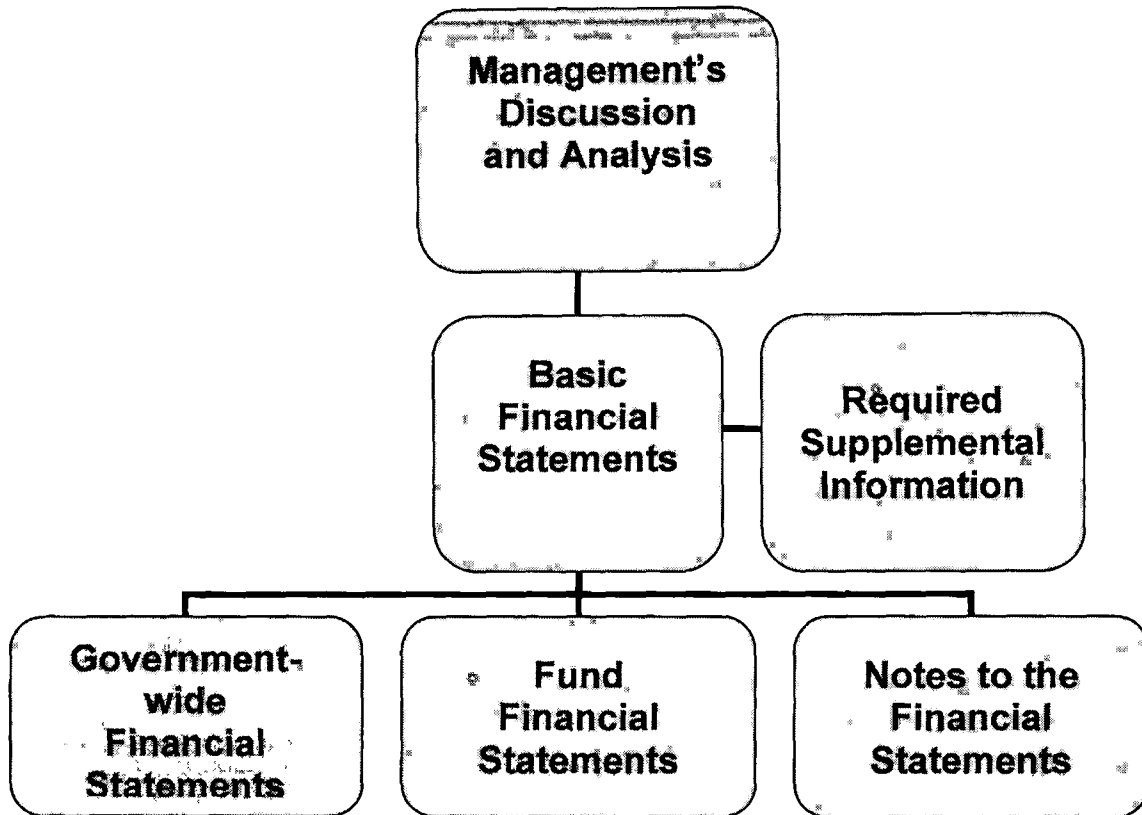 Management's
Discussion
and Analysis
Basic
Financial
Statements
Required
Supplemental
Information
Government-
wide
Financial
Statements
Fund
Financial
Statements
Notes to the
Financial
Statements